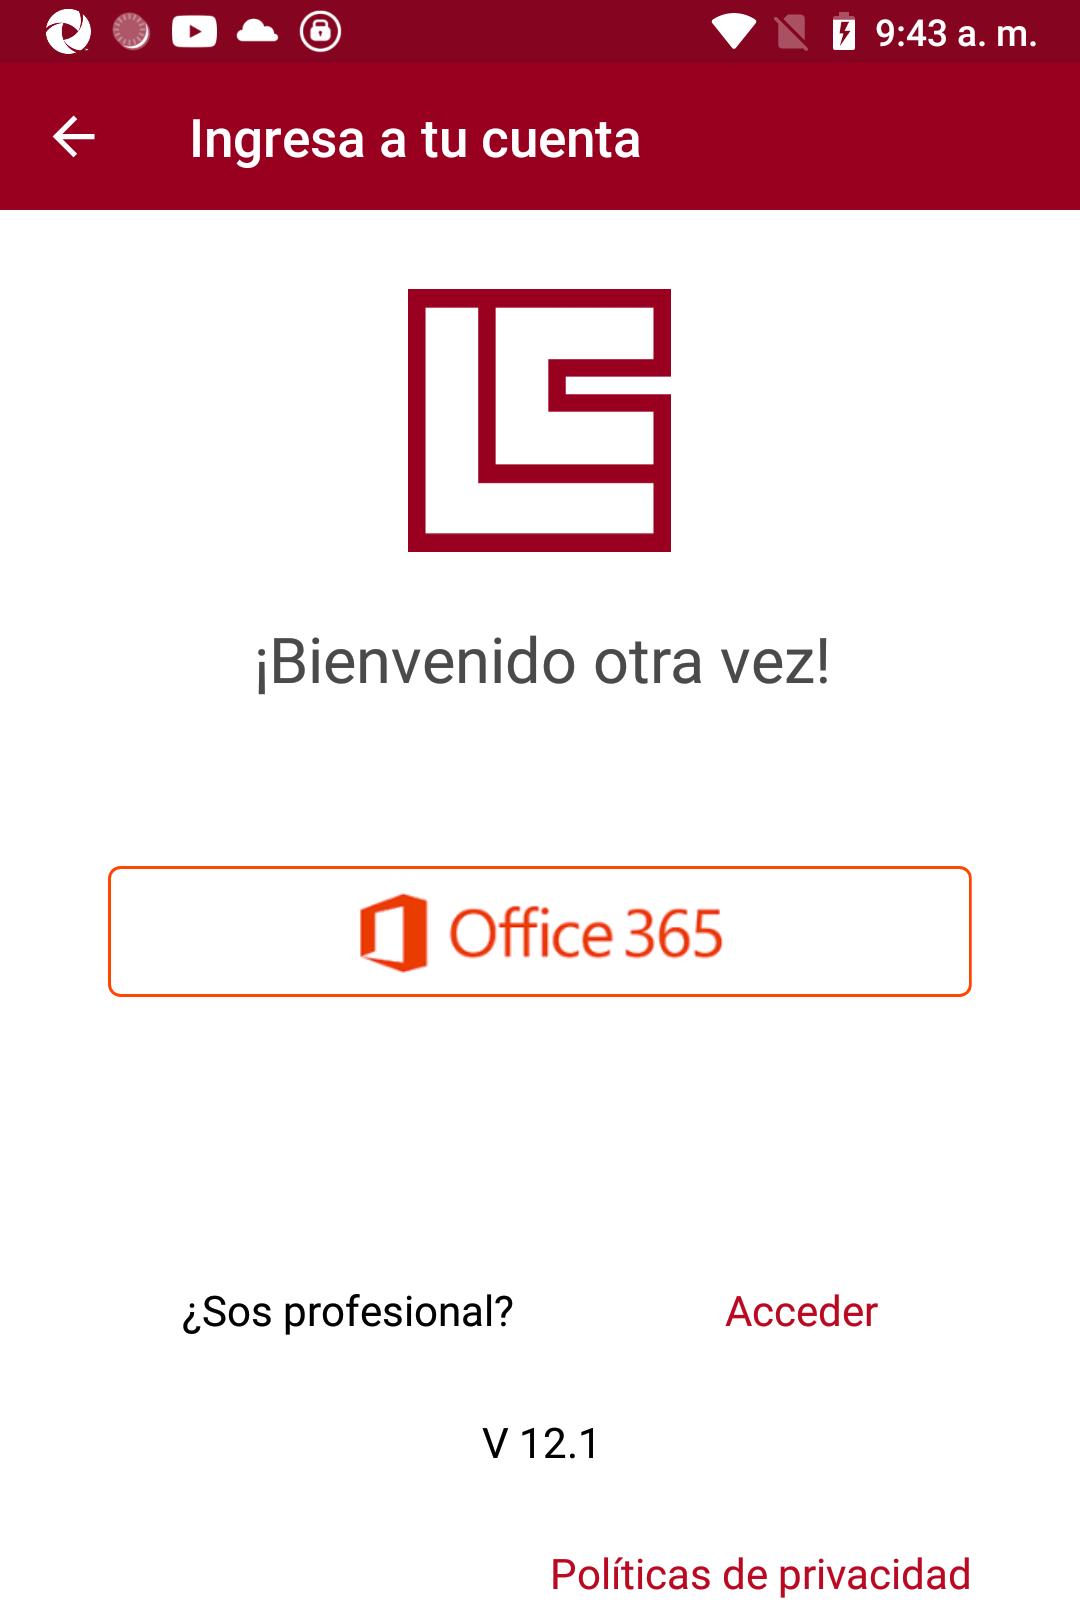 9:43 a. m.
Ingresa a tu cuenta
¡Bienvenido otra vez!
Office 365
¿Sos profesional? Acceder
V 12.1
Políticas de privacidad